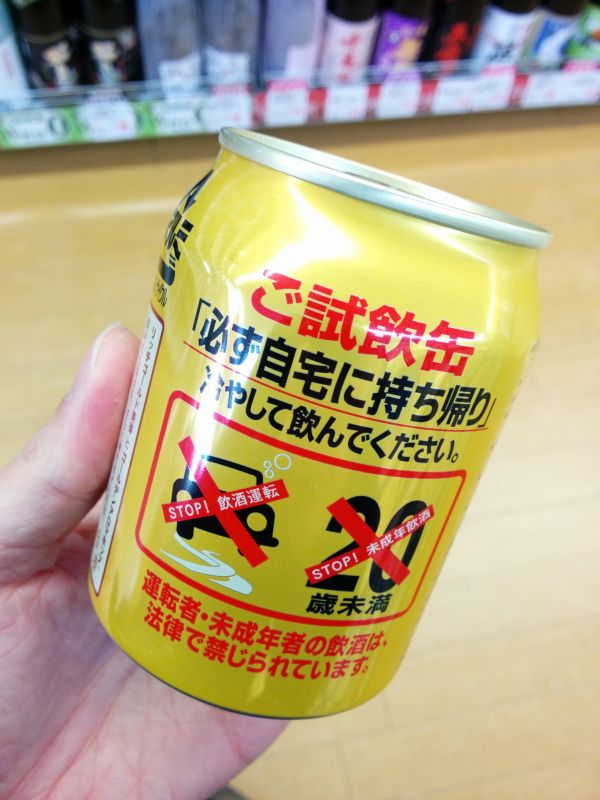 ご試飲缶
「必ず自宅に持ち帰り」
冷やして飲んでください。
STOP! 飲酒運転
STOP! 未成年飲酒
20
歳未満
運転者・未成年者の飲酒は、
法律で禁じられています。